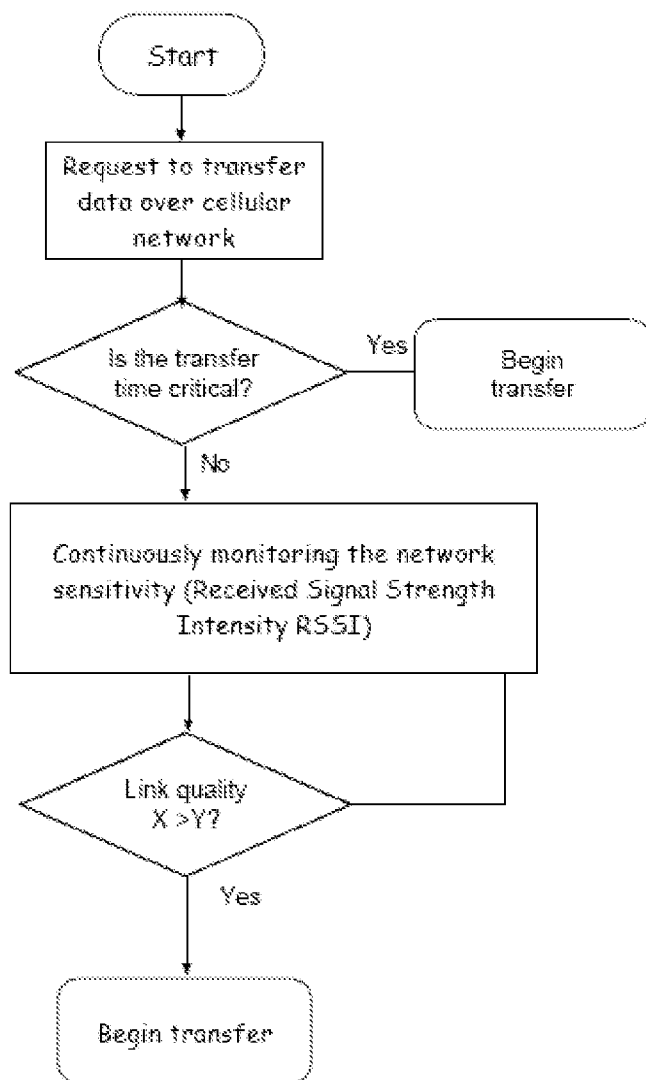 Start
Request to transfer
data over cellular
network
Is the transfer
time critical?
Yes
Begin
transfer
No
Continuously monitoring the network
sensitivity (Received Signal Strength
Intensity RSSI)
Link quality
X >Y?
Yes
Begin transfer